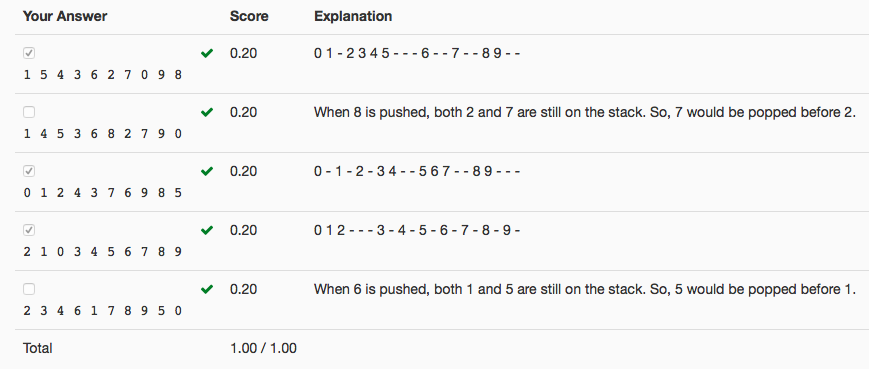 Your Answer Score Explanation
0.20 0 1 - 2 3 4 5 - - - 6 - - 7 - - 8 9 - -
1 5 4 3 6 2 7 0 9 8
0.20 When 8 is pushed, both 2 and 7 are still on the stack. So, 7 would be popped before 2.
1 4 5 3 6 8 2 7 9 0
0.20 0 - 1 - 2 - 3 4 - - 5 6 7 - - 8 9 - - -
0 1 2 4 3 7 6 9 8 5
0.20 0 1 2 - - - 3 - 4 - 5 - 6 - 7 - 8 - 9 -
2 1 0 3 4 5 6 7 8 9
0.20 When 6 is pushed, both 1 and 5 are still on the stack. So, 5 would be popped before 1.
2 3 4 6 1 7 8 9 5 0
Total 1.00 / 1.00